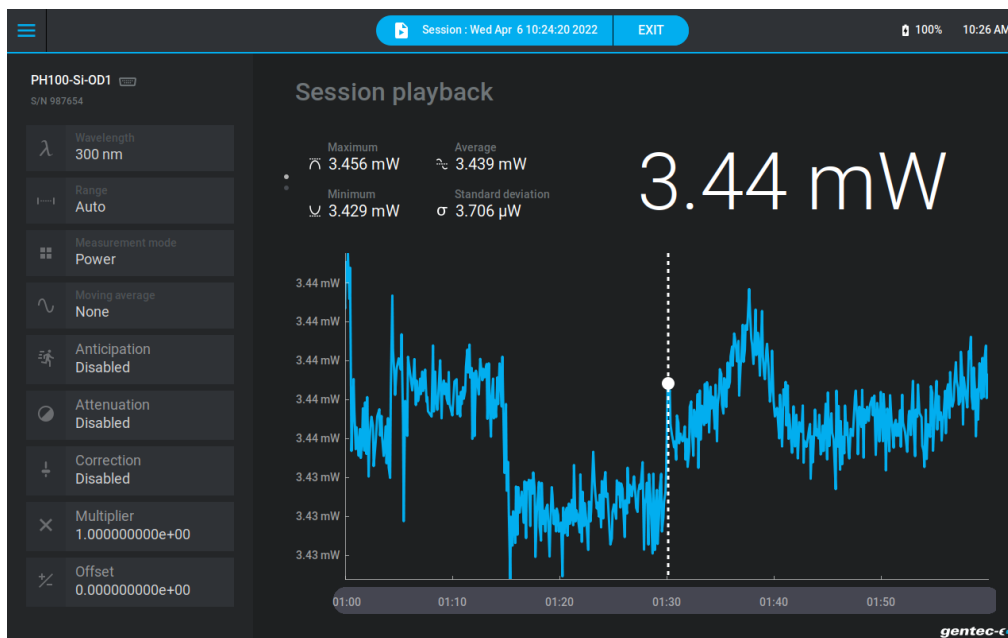 Session : Wed Apr 6 10:24:20 2022
EXIT
100%
10:26 AM
PH100-Si-OD1
S/N 987654
λ
Wavelength
300 nm
Range
Auto
Measurement mode
Power
Moving average
None
Anticipation
Disabled
Attenuation
Disabled
Correction
Disabled
Multiplier
1.000000000e+00
Offset
0.000000000e+00
Session playback
Maximum
3.456 mW
Average
3.439 mW
Minimum
3.429 mW
Standard deviation
σ 3.706 µW
3.44 mW
3.44 mW
3.44 mW
3.44 mW
3.44 mW
3.44 mW
3.43 mW
3.43 mW
3.43 mW
01:00 01:10 01:20 01:30 01:40 01:50